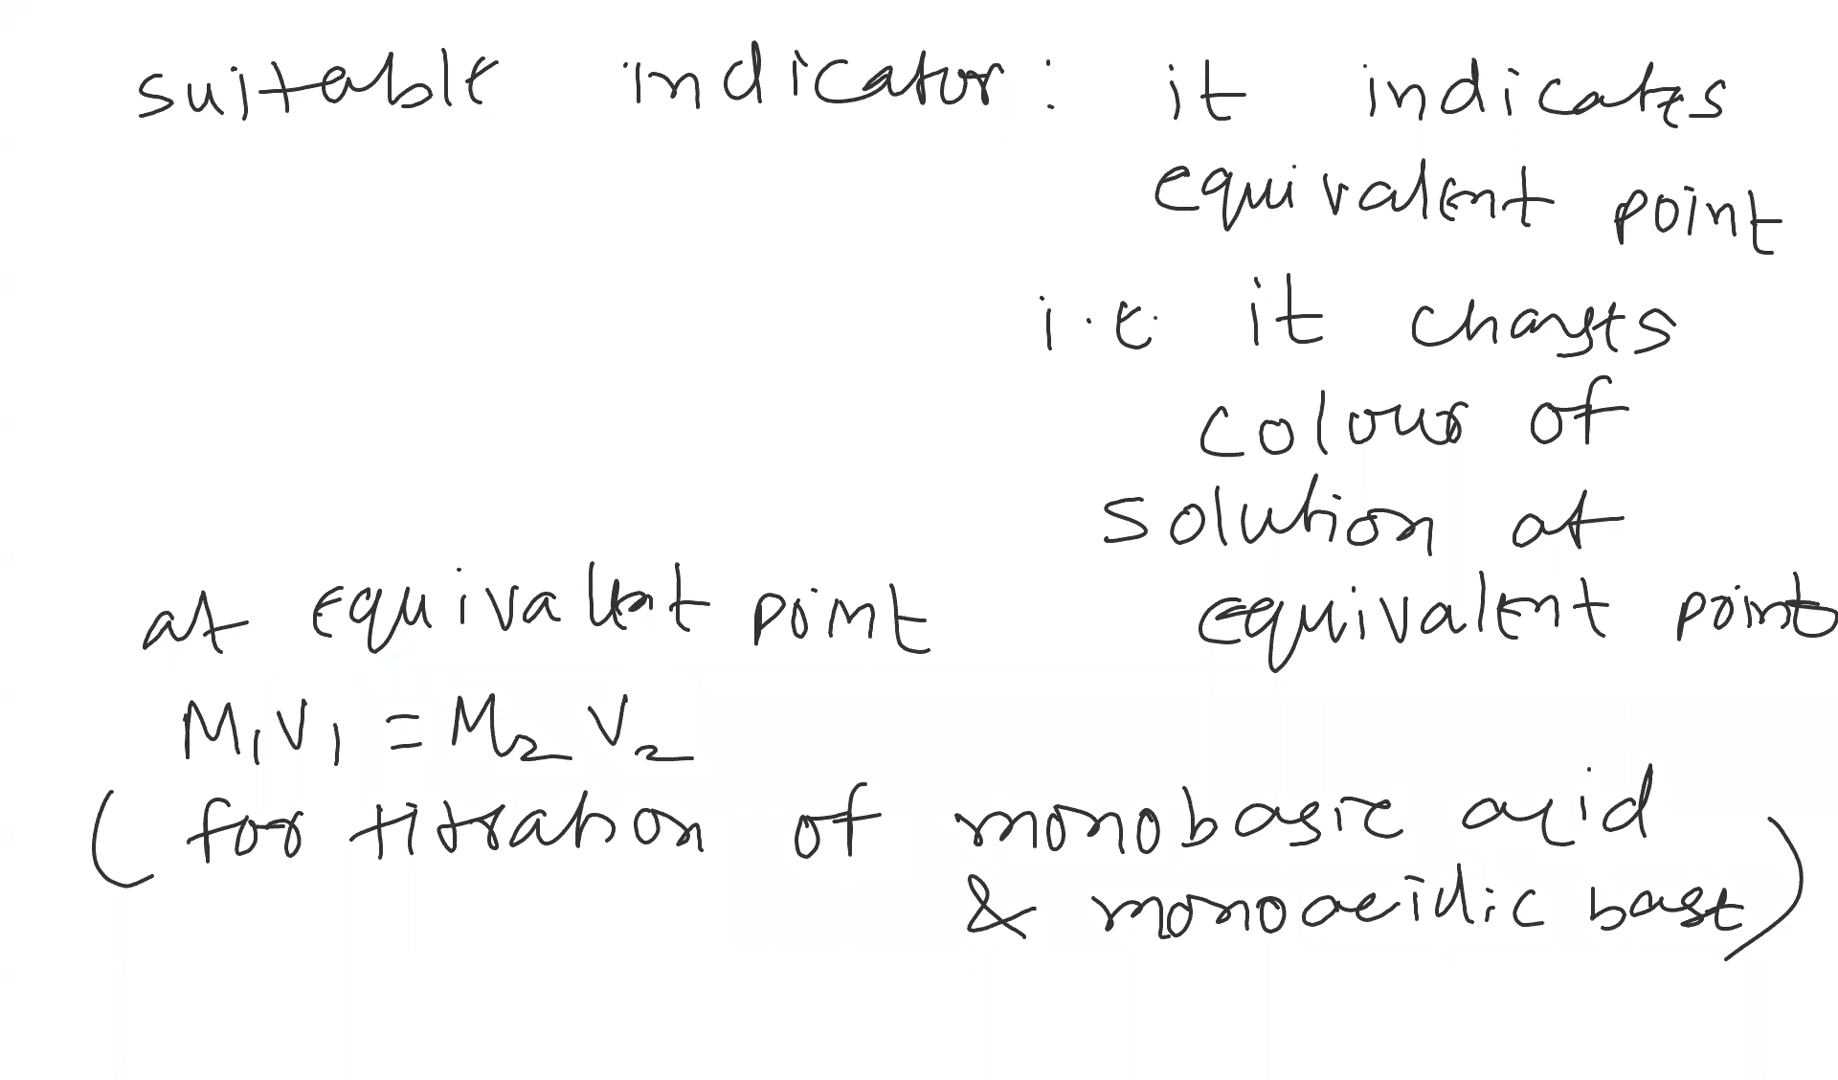 suitable indicator: it indicates
equivalent point
i.e. it changes
colour of
solution at
equivalent point
at equivalent point
M₁V₁ = M₂V₂
(for titration of monobasic acid
& monoacidic base)